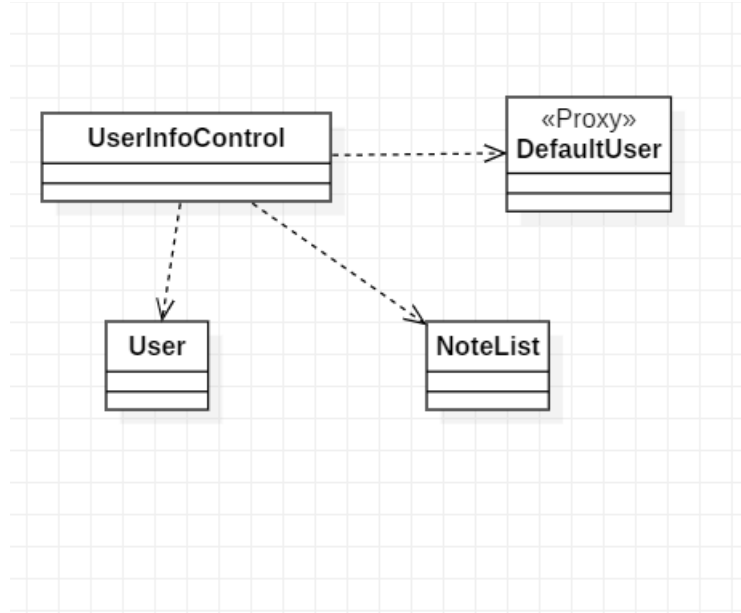 UserInfoControl
«Proxy»
DefaultUser
User
NoteList